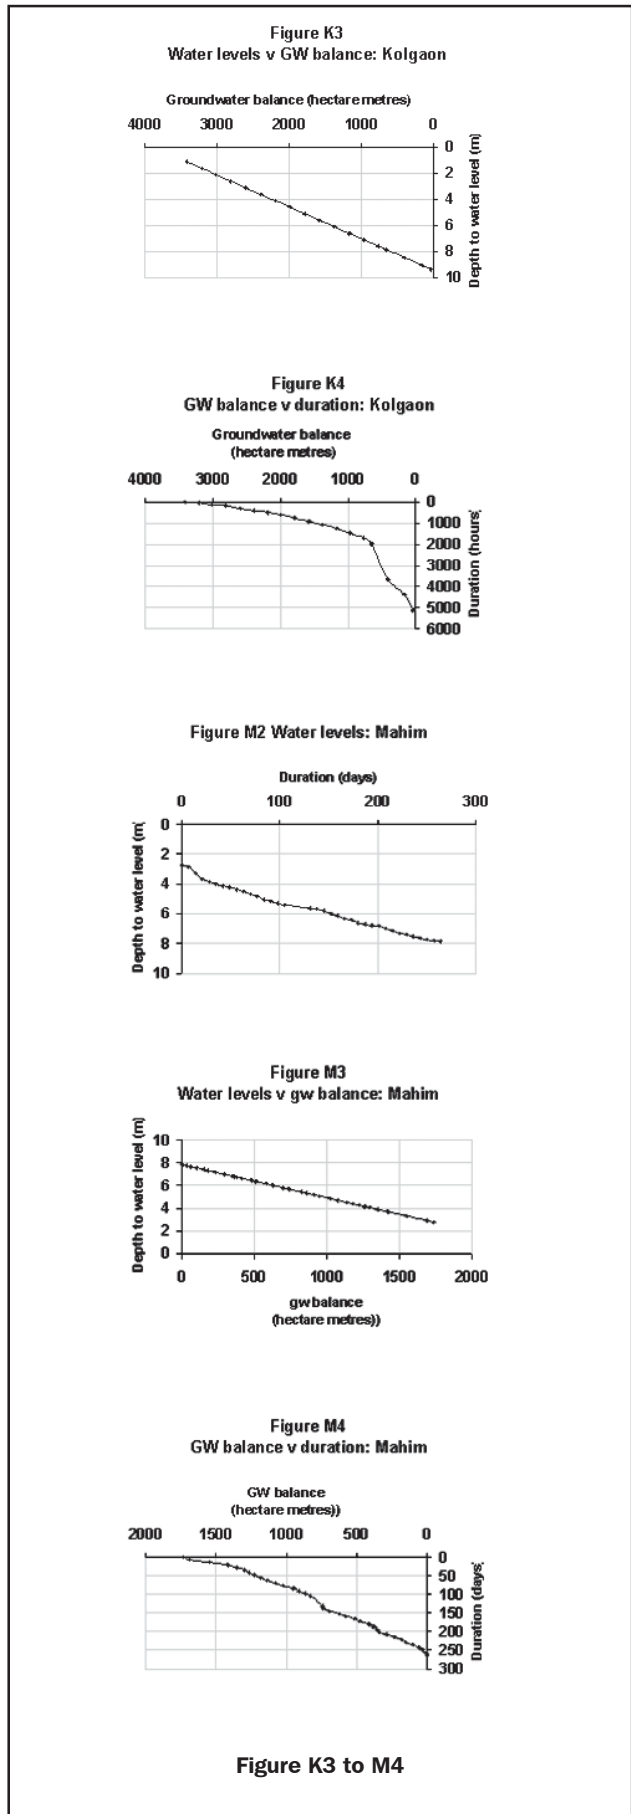 Figure K3
Water levels v GW balance: Kolgaon
Groundwater balance (hectare metres)
4000 3000 2000 1000 0
0
2
4
6
8
10
Depth to water level (m)
Figure K4
GW balance v duration: Kolgaon
Groundwater balance
(hectare metres)
4000 3000 2000 1000 0
0
1000
2000
3000
4000
5000
6000
Duration (hours)
Figure M2 Water levels: Mahim
Duration (days)
0 100 200 300
Depth to water level (m(
0
2
4
6
8
10
Figure M3
Water levels v gw balance: Mahim
Depth to water level (m)
10
8
6
4
2
0
0 500 1000 1500 2000
gw balance
(hectare metres))
Figure M4
GW balance v duration: Mahim
GW balance
(hectare metres))
2000 1500 1000 500 0
0
50
100
150
200
250
300
Duration (days)
Figure K3 to M4